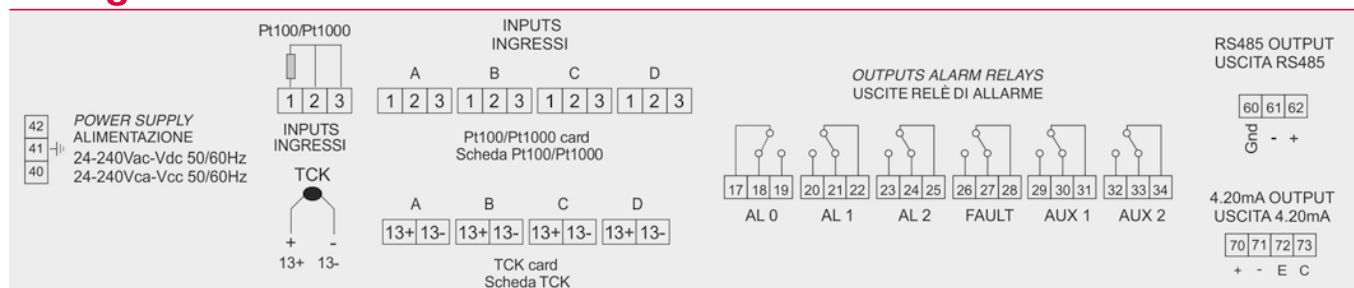 42
41
40
POWER SUPPLY
ALIMENTAZIONE
24-240Vac-Vdc 50/60Hz
24-240Vca-Vcc 50/60Hz
Pt100/Pt1000
1 2 3
INPUTS
INGRESSI
TCK
+ -
13+ 13-
INPUTS
INGRESSI
A B C D
1 2 3 1 2 3 1 2 3 1 2 3
Pt100/Pt1000 card
Scheda Pt100/Pt1000
A B C D
13+ 13- 13+ 13- 13+ 13- 13+ 13-
TCK card
Scheda TCK
OUTPUTS ALARM RELAYS
USCITE RELÈ DI ALLARME
17 18 19 20 21 22 23 24 25 26 27 28 29 30 31 32 33 34
AL 0 AL 1 AL 2 FAULT AUX 1 AUX 2
RS485 OUTPUT
USCITA RS485
60 61 62
Gnd - +
4.20mA OUTPUT
USCITA 4.20mA
70 71 72 73
+ - E C